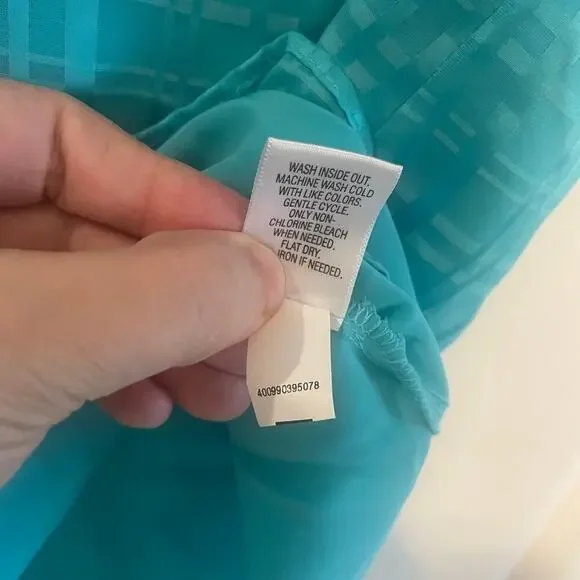 WASH INSIDE OUT.
MACHINE WASH COLD
WITH LIKE COLORS.
GENTLE CYCLE.
ONLY NON-
CHLORINE BLEACH
WHEN NEEDED.
FLAT DRY.
IRON IF NEEDED.
400990395078